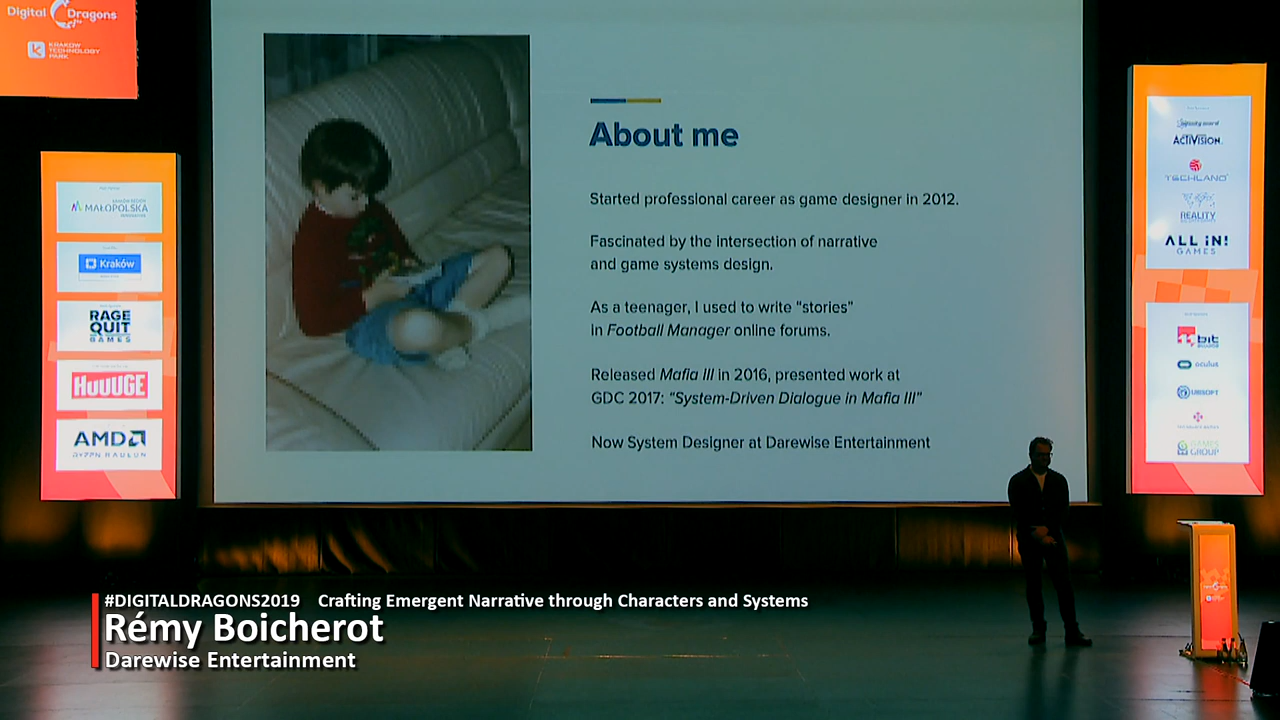 Digital Dragons
KRAKOW
TECHNOLOGY
PARK
MAŁOPOLSKA
Kraków
RAGE
QUIT
GAMES
HUUUGE
AMD
RYZEN RADEON
About me
Started professional career as game designer in 2012.
Fascinated by the intersection of narrative
and game systems design.
As a teenager, I used to write “stories”
in Football Manager online forums.
Released Mafia III in 2016, presented work at
GDC 2017: “System-Driven Dialogue in Mafia III”
Now System Designer at Darewise Entertainment
ACTIVISION
TECHLAND
REALITY
ALL iN!
GAMES
11 bit
oculus
UBISOFT
GAMES
GROUP
#DIGITALDRAGONS2019 Crafting Emergent Narrative through Characters and Systems
Rémy Boicherot
Darewise Entertainment